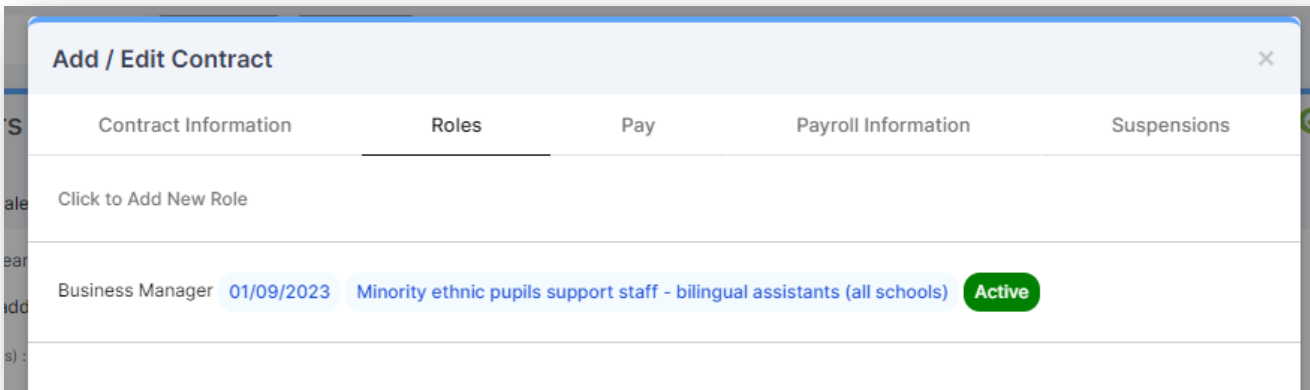 Add / Edit Contract ×
Contract Information Roles Pay Payroll Information Suspensions
Click to Add New Role
Business Manager 01/09/2023 Minority ethnic pupils support staff - bilingual assistants (all schools) Active